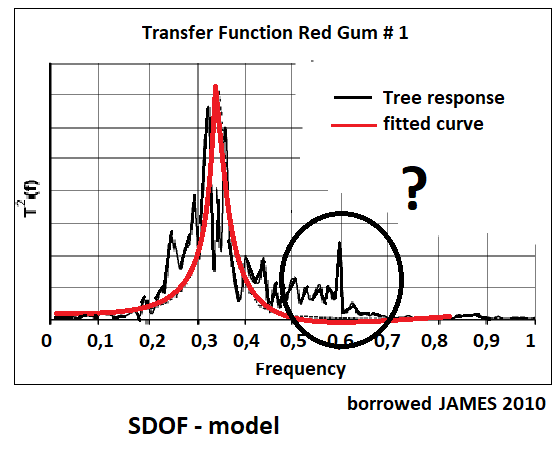 Transfer Function Red Gum # 1
Tree response
fitted curve
?
T²(f)
0 0,1 0,2 0,3 0,4 0,5 0,6 0,7 0,8 0,9 1
Frequency
borrowed JAMES 2010
SDOF - model